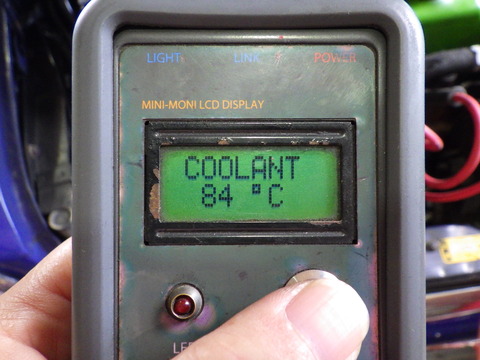 LIGHT LINK POWER
MINI-MONI LCD DISPLAY
COOLANT
84 °C